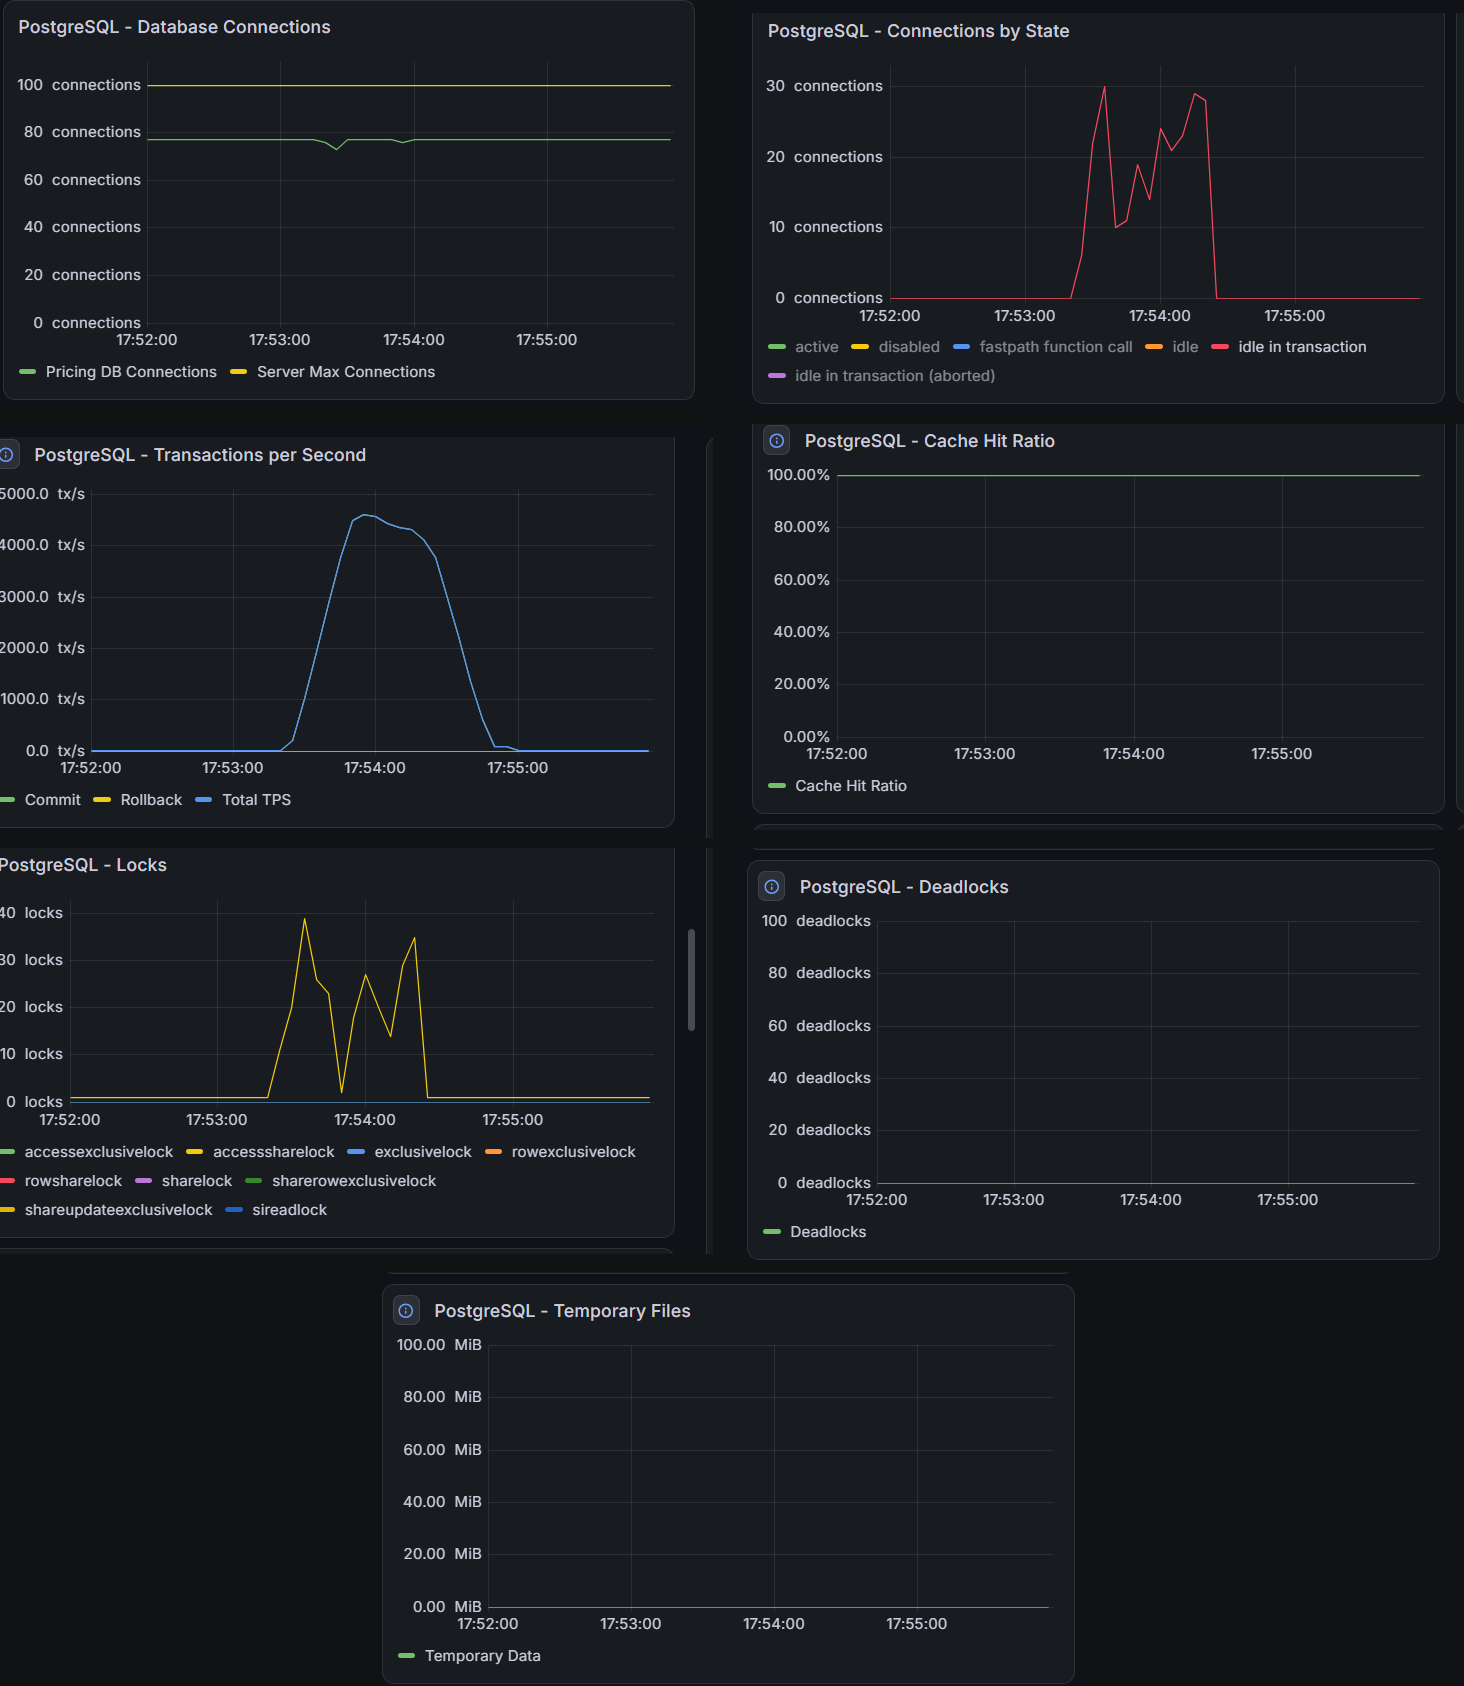 PostgreSQL - Database Connections
100 connections
80 connections
60 connections
40 connections
20 connections
0 connections
17:52:00 17:53:00 17:54:00 17:55:00
Pricing DB Connections Server Max Connections
PostgreSQL - Connections by State
30 connections
20 connections
10 connections
0 connections
17:52:00 17:53:00 17:54:00 17:55:00
active disabled fastpath function call idle idle in transaction
idle in transaction (aborted)
PostgreSQL - Transactions per Second
5000.0 tx/s
4000.0 tx/s
3000.0 tx/s
2000.0 tx/s
1000.0 tx/s
0.0 tx/s
17:52:00 17:53:00 17:54:00 17:55:00
Commit Rollback Total TPS
PostgreSQL - Cache Hit Ratio
100.00%
80.00%
60.00%
40.00%
20.00%
0.00%
17:52:00 17:53:00 17:54:00 17:55:00
Cache Hit Ratio
PostgreSQL - Locks
40 locks
30 locks
20 locks
10 locks
0 locks
17:52:00 17:53:00 17:54:00 17:55:00
accessexclusivelock accesssharelock exclusivelock rowexclusivelock
rowsharelock sharelock sharerowexclusivelock
shareupdateexclusivelock sireadlock
PostgreSQL - Deadlocks
100 deadlocks
80 deadlocks
60 deadlocks
40 deadlocks
20 deadlocks
0 deadlocks
17:52:00 17:53:00 17:54:00 17:55:00
Deadlocks
PostgreSQL - Temporary Files
100.00 MiB
80.00 MiB
60.00 MiB
40.00 MiB
20.00 MiB
0.00 MiB
17:52:00 17:53:00 17:54:00 17:55:00
Temporary Data